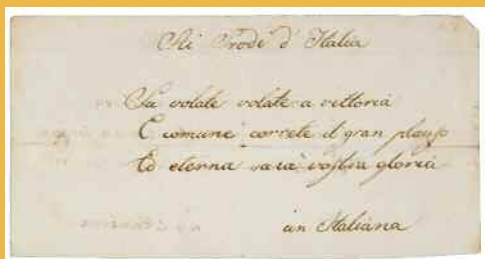 Ai Prodi d'Italia
Su volate volate a vittoria
E comune correte il gran plauso
Ed eterna sarà vostra gloria
un Italiana